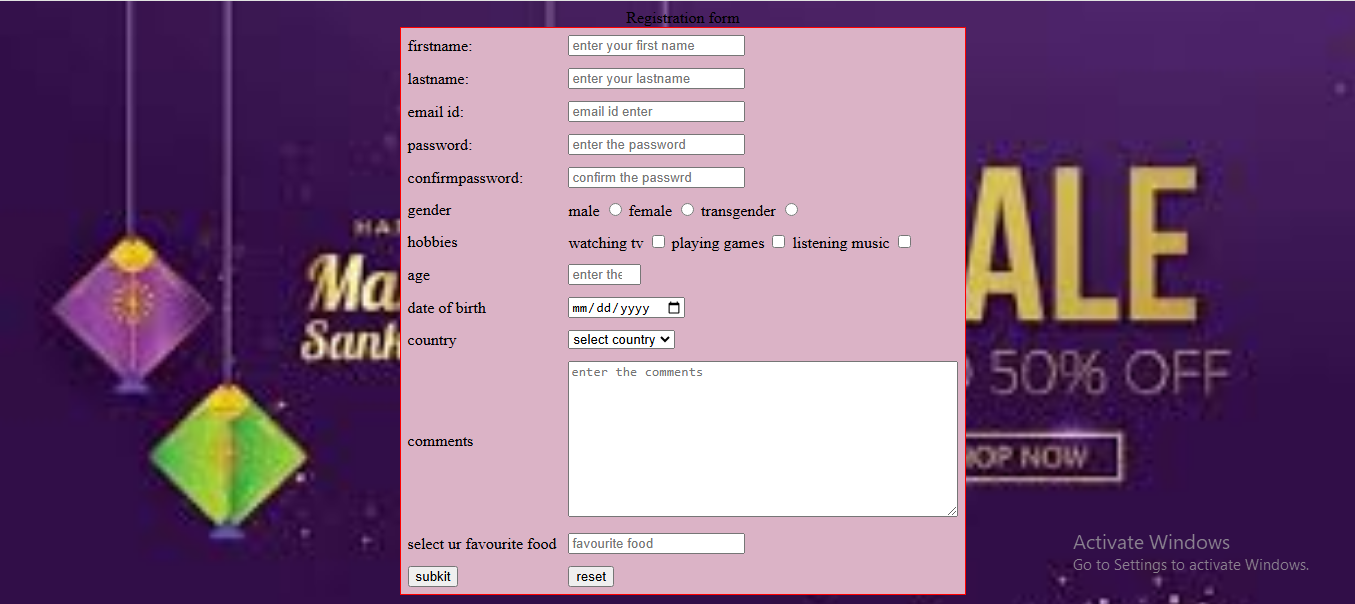 Registration form
firstname: enter your first name
lastname: enter your lastname
email id: email id enter
password: enter the password
confirmpassword: confirm the passwrd
gender male female transgender
hobbies watching tv playing games listening music
age enter the
date of birth mm/dd/yyyy
country select country
comments enter the comments
select ur favourite food favourite food
subkit reset
HA
Ma
Sank
ALE
50% OFF
HOP NOW
Activate Windows
Go to Settings to activate Windows.